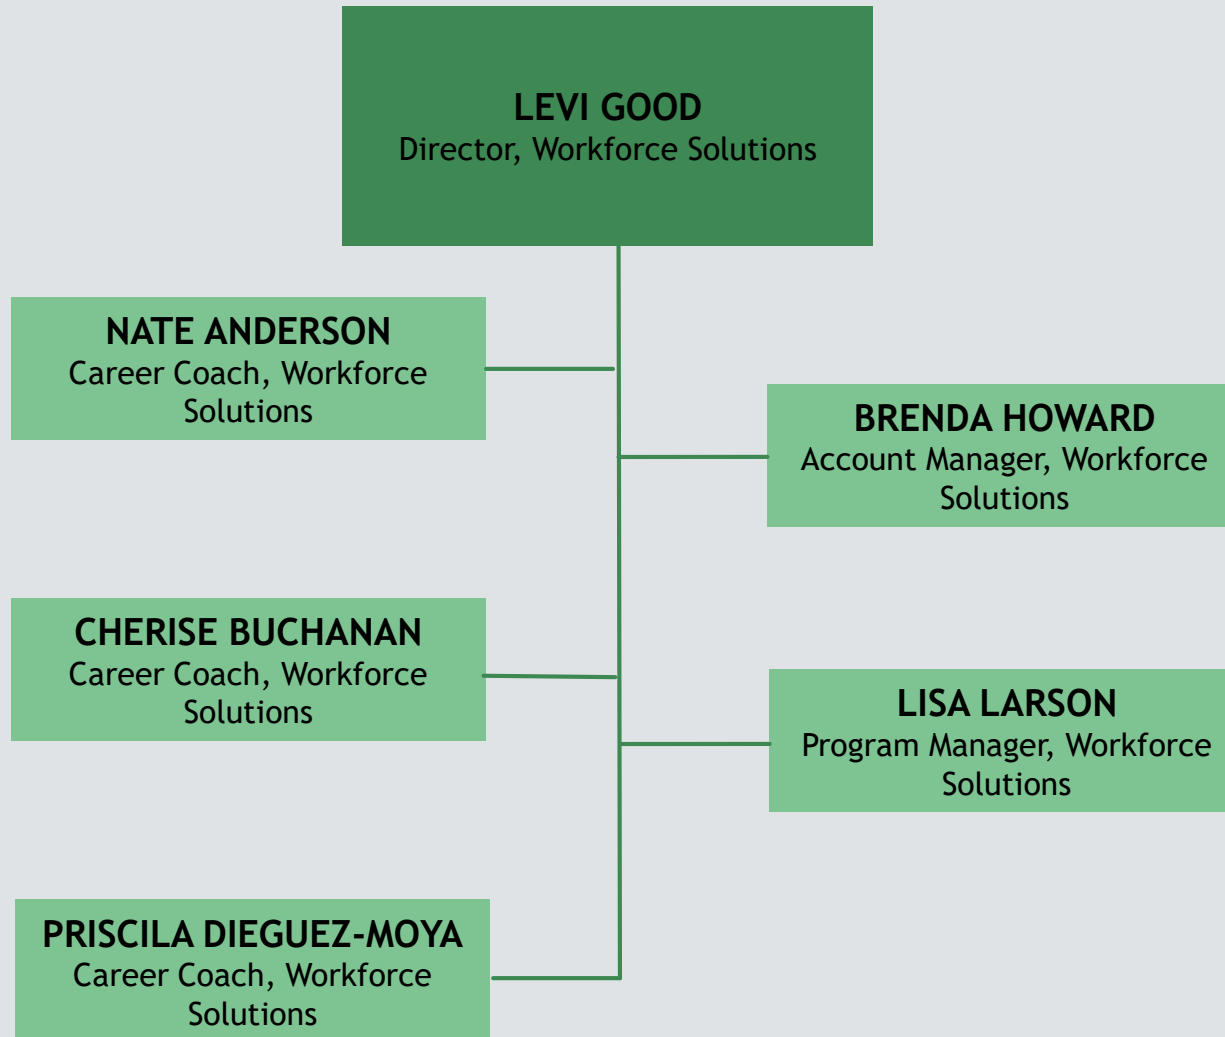 LEVI GOOD
Director, Workforce Solutions
NATE ANDERSON
Career Coach, Workforce
Solutions
BRENDA HOWARD
Account Manager, Workforce
Solutions
CHERISE BUCHANAN
Career Coach, Workforce
Solutions
LISA LARSON
Program Manager, Workforce
Solutions
PRISCILA DIEGUEZ-MOYA
Career Coach, Workforce
Solutions